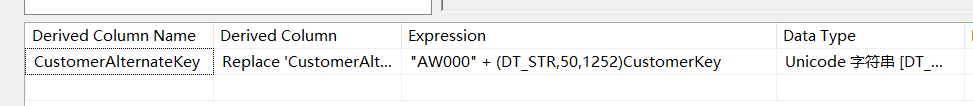 Derived Column Name Derived Column Expression Data Type
CustomerAlternateKey Replace 'CustomerAlt... "AW000" + (DT_STR,50,1252)CustomerKey Unicode 字符串 [DT_...